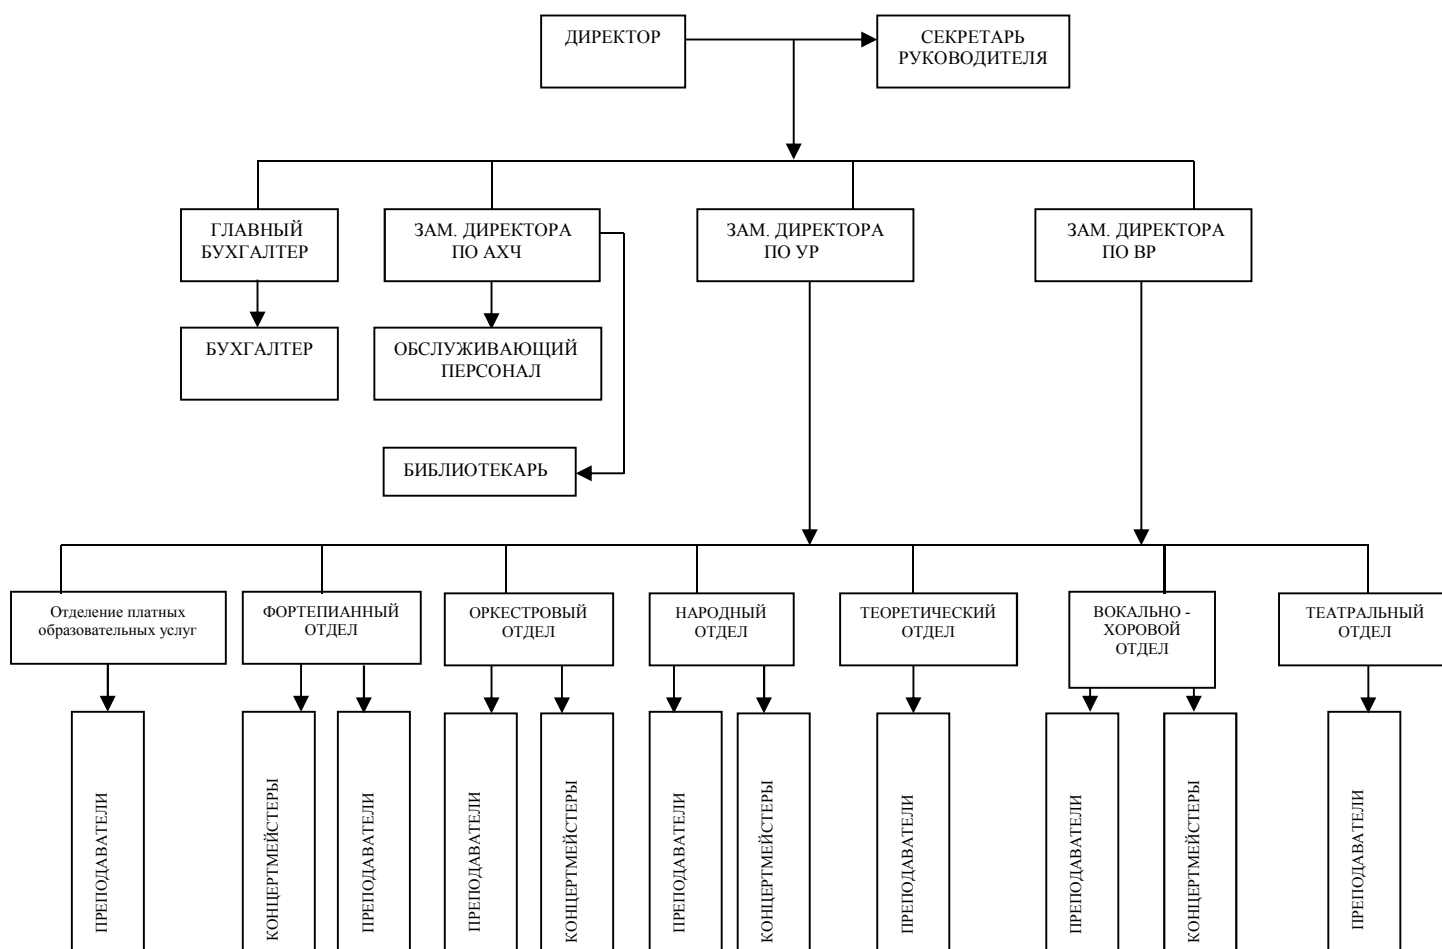 ДИРЕКТОР
СЕКРЕТАРЬ
РУКОВОДИТЕЛЯ
ГЛАВНЫЙ
БУХГАЛТЕР
ЗАМ. ДИРЕКТОРА
ПО АХЧ
ЗАМ. ДИРЕКТОРА
ПО УР
ЗАМ. ДИРЕКТОРА
ПО ВР
БУХГАЛТЕР
ОБСЛУЖИВАЮЩИЙ
ПЕРСОНАЛ
БИБЛИОТЕКАРЬ
Отделение платных
образовательных услуг
ФОРТЕПИАННЫЙ
ОТДЕЛ
ОРКЕСТРОВЫЙ
ОТДЕЛ
НАРОДНЫЙ
ОТДЕЛ
ТЕОРЕТИЧЕСКИЙ
ОТДЕЛ
ВОКАЛЬНО -
ХОРОВОЙ
ОТДЕЛ
ТЕАТРАЛЬНЫЙ
ОТДЕЛ
ПРЕПОДАВАТЕЛИ
КОНЦЕРТМЕЙСТЕРЫ
ПРЕПОДАВАТЕЛИ
ПРЕПОДАВАТЕЛИ
КОНЦЕРТМЕЙСТЕРЫ
ПРЕПОДАВАТЕЛИ
КОНЦЕРТМЕЙСТЕРЫ
ПРЕПОДАВАТЕЛИ
ПРЕПОДАВАТЕЛИ
КОНЦЕРТМЕЙСТЕРЫ
ПРЕПОДАВАТЕЛИ